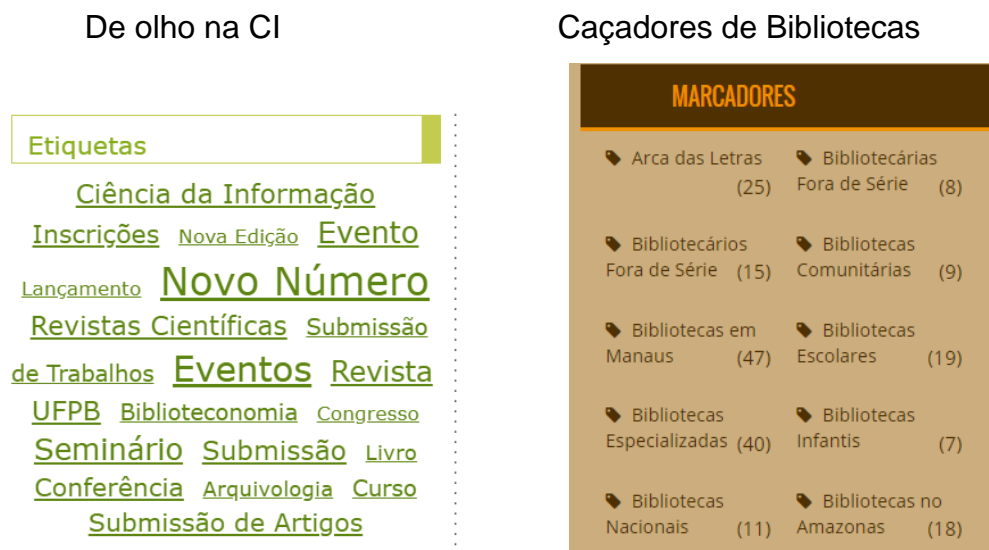 De olho na CI
Etiquetas
Ciência da Informação
Inscrições Nova Edição Evento
Lançamento Novo Número
Revistas Científicas Submissão
de Trabalhos Eventos Revista
UFPB Biblioteconomia Congresso
Seminário Submissão Livro
Conferência Arquivologia Curso
Submissão de Artigos
Caçadores de Bibliotecas
MARCADORES
Arca das Letras
(25)
Bibliotecárias
Fora de Série (8)
Bibliotecários
Fora de Série (15)
Bibliotecas
Comunitárias (9)
Bibliotecas em
Manaus (47)
Bibliotecas
Escolares (19)
Bibliotecas
Especializadas (40)
Bibliotecas
Infantis (7)
Bibliotecas
Nacionais (11)
Bibliotecas no
Amazonas (18)